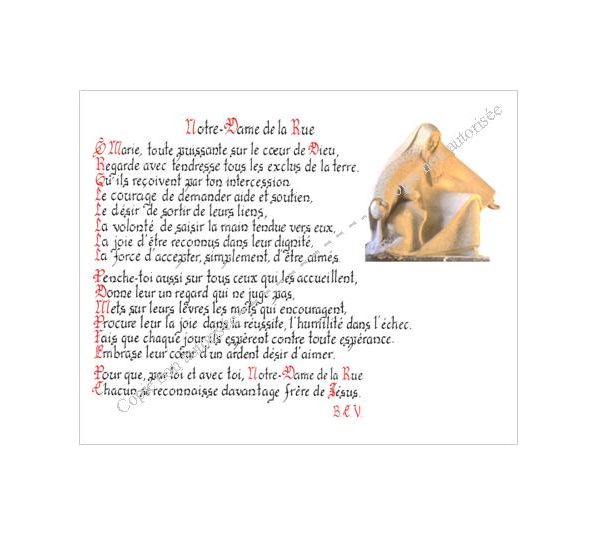 Notre-Dame de la Rue
Ô Marie, toute puissante sur le cœur de Dieu,
Regarde avec tendresse tous les exclus de la terre.
Qu'ils reçoivent par ton intercession
Le courage de demander aide et soutien,
Le désir de sortir de leurs liens,
La volonté de saisir la main tendue vers eux,
La joie d'être reconnus dans leur dignité,
La force d'accepter, simplement, d'être aimés.
Penche-toi aussi sur tous ceux qui les accueillent,
Donne leur un regard qui ne juge pas,
Mets sur leurs lèvres les mots qui encouragent,
Procure leur la joie dans la réussite, l'humilité dans l'échec.
Fais que chaque jour ils espèrent contre toute espérance.
Embrase leur cœur d'un ardent désir d'aimer.
Pour que, par toi et avec toi, Notre-Dame de la Rue
Chacun se reconnaisse davantage frère de Jésus.
B.C.V.
Copie non autorisée - - - - - - - - Copie non autorisée